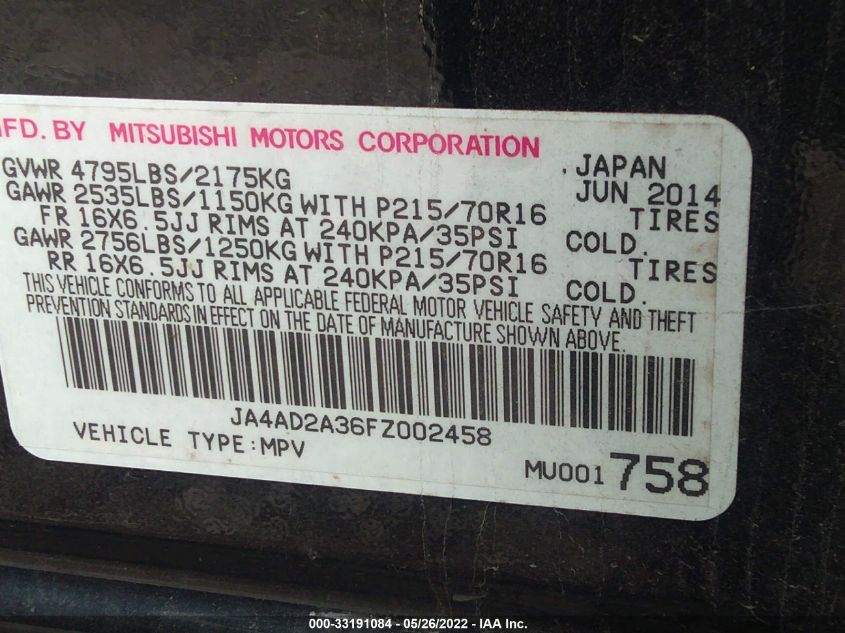 MFD. BY MITSUBISHI MOTORS CORPORATION
GVWR 4795LBS/2175KG . JAPAN
GAWR 2535LBS/1150KG WITH P215/70R16 JUN 2014
FR 16X6.5JJ RIMS AT 240KPA/35PSI COLD. TIRES
GAWR 2756LBS/1250KG WITH P215/70R16 TIRES
RR 16X6.5JJ RIMS AT 240KPA/35PSI COLD.
THIS VEHICLE CONFORMS TO ALL APPLICABLE FEDERAL MOTOR VEHICLE SAFETY AND THEFT
PREVENTION STANDARDS IN EFFECT ON THE DATE OF MANUFACTURE SHOWN ABOVE.
JA4AD2A36FZ002458
VEHICLE TYPE:MPV
MU001 758
000-33191084 - 05/26/2022 - IAA Inc.